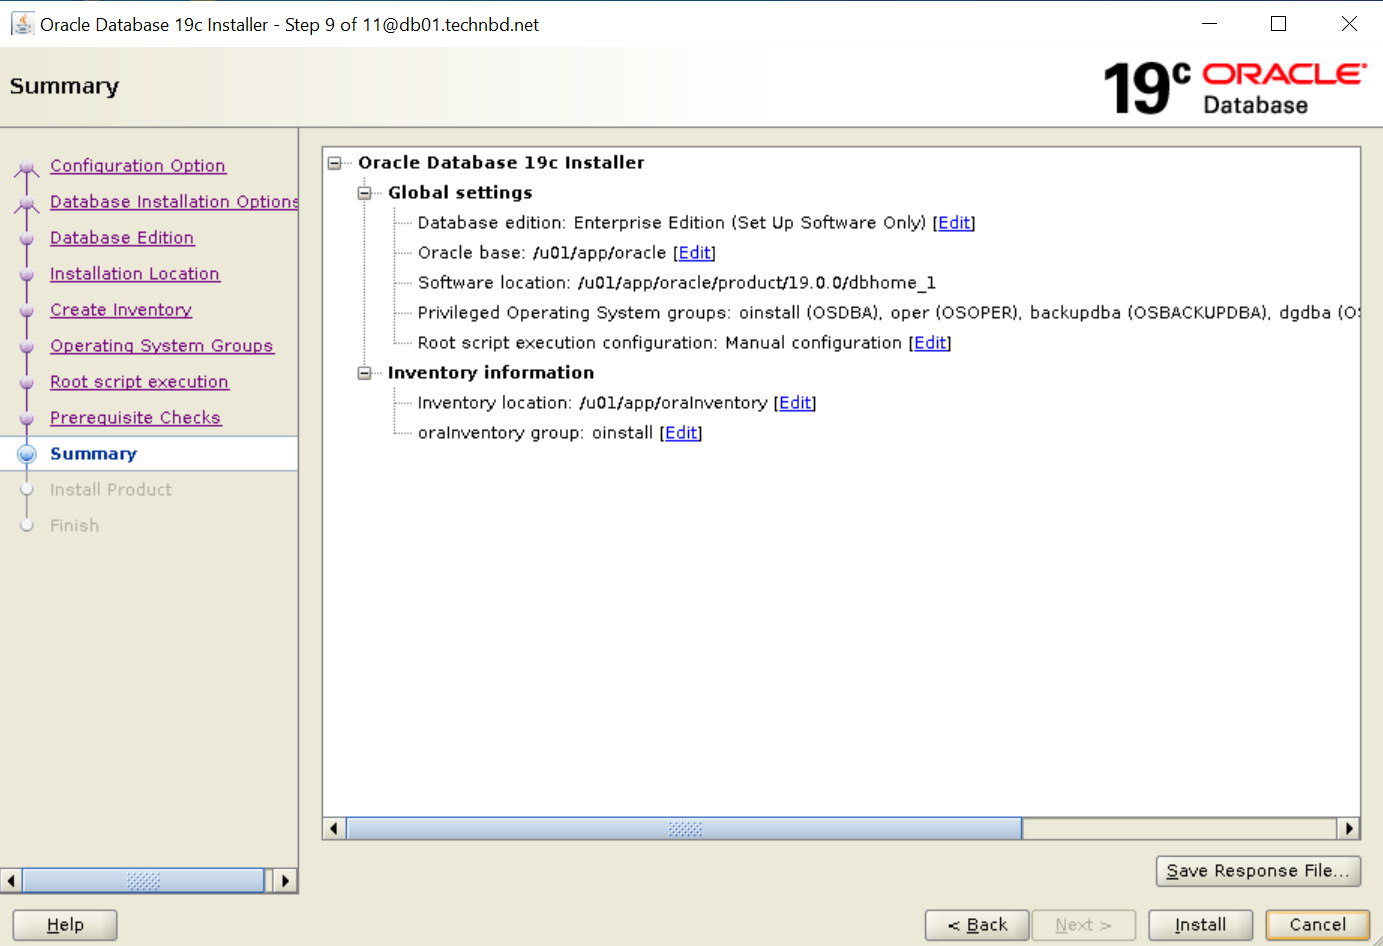 Oracle Database 19c Installer - Step 9 of 11@db01.technbd.net
Summary
19c ORACLE
Database
Configuration Option
Database Installation Options
Database Edition
Installation Location
Create Inventory
Operating System Groups
Root script execution
Prerequisite Checks
Summary
Install Product
Finish
Oracle Database 19c Installer
Global settings
Database edition: Enterprise Edition (Set Up Software Only) [Edit]
Oracle base: /u01/app/oracle [Edit]
Software location: /u01/app/oracle/product/19.0.0/dbhome_1
Privileged Operating System groups: oinstall (OSDBA), oper (OSOPER), backupdba (OSBACKUPDBA), dgdba (OS
Root script execution configuration: Manual configuration [Edit]
Inventory information
Inventory location: /u01/app/oraInventory [Edit]
oraInventory group: oinstall [Edit]
Save Response File...
Help
< Back
Next >
Install
Cancel